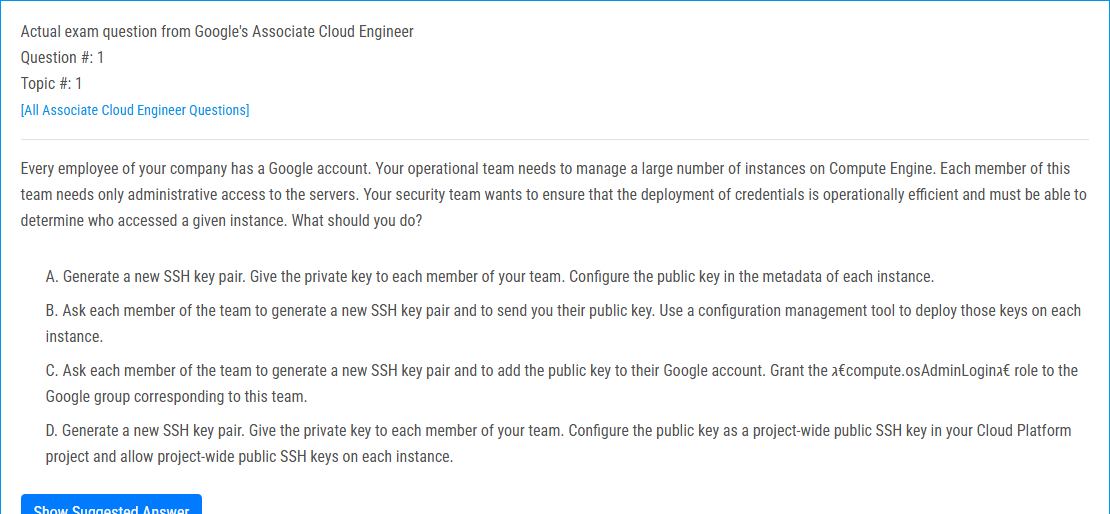 Actual exam question from Google's Associate Cloud Engineer
Question #: 1
Topic #: 1
[All Associate Cloud Engineer Questions]
Every employee of your company has a Google account. Your operational team needs to manage a large number of instances on Compute Engine. Each member of this
team needs only administrative access to the servers. Your security team wants to ensure that the deployment of credentials is operationally efficient and must be able to
determine who accessed a given instance. What should you do?
A. Generate a new SSH key pair. Give the private key to each member of your team. Configure the public key in the metadata of each instance.
B. Ask each member of the team to generate a new SSH key pair and to send you their public key. Use a configuration management tool to deploy those keys on each
instance.
C. Ask each member of the team to generate a new SSH key pair and to add the public key to their Google account. Grant the ג€compute.osAdminLoginג€ role to the
Google group corresponding to this team.
D. Generate a new SSH key pair. Give the private key to each member of your team. Configure the public key as a project-wide public SSH key in your Cloud Platform
project and allow project-wide public SSH keys on each instance.
Show Suggested Answer